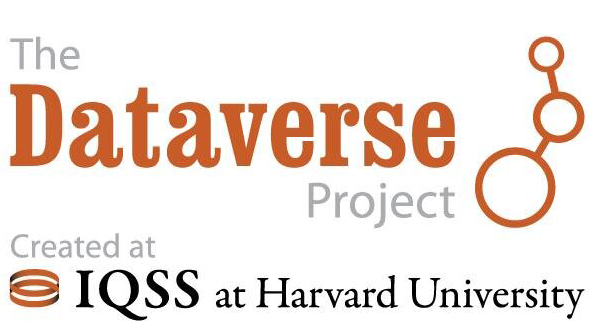 The
Dataverse
Project
Created at
IQSS at Harvard University